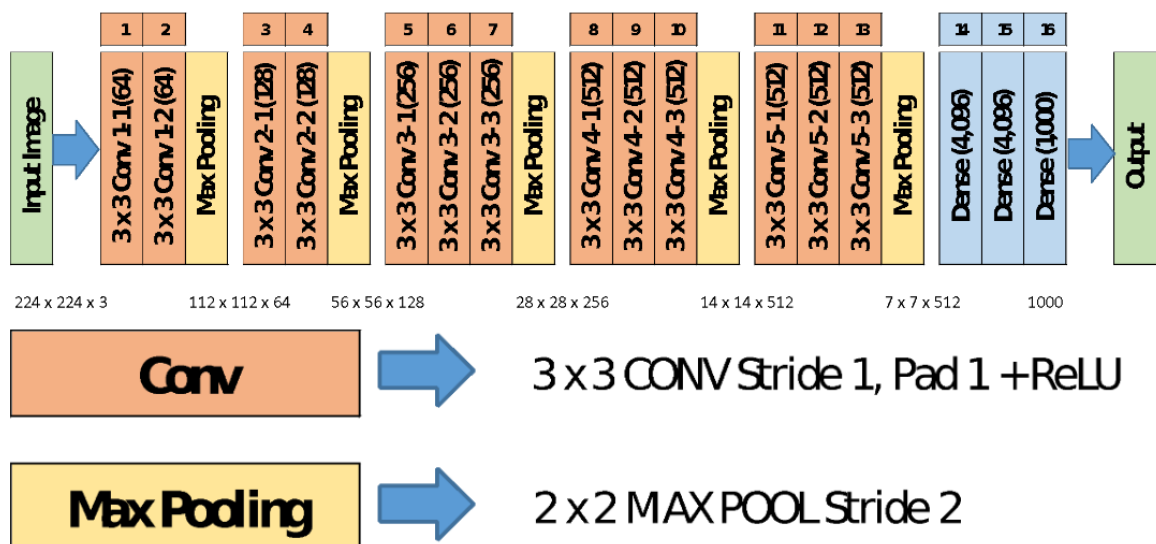 1 2 3 4 5 6 7 8 9 10 11 12 13 14 15 16
Input Image
3 x 3 Conv 1-1 (64)
3 x 3 Conv 1-2 (64)
Max Pooling
3 x 3 Conv 2-1 (128)
3 x 3 Conv 2-2 (128)
Max Pooling
3 x 3 Conv 3-1 (256)
3 x 3 Conv 3-2 (256)
3 x 3 Conv 3-3 (256)
Max Pooling
3 x 3 Conv 4-1 (512)
3 x 3 Conv 4-2 (512)
3 x 3 Conv 4-3 (512)
Max Pooling
3 x 3 Conv 5-1 (512)
3 x 3 Conv 5-2 (512)
3 x 3 Conv 5-3 (512)
Max Pooling
Dense (4,096)
Dense (4,096)
Dense (1,000)
Output
224 x 224 x 3 112 x 112 x 64 56 x 56 x 128 28 x 28 x 256 14 x 14 x 512 7 x 7 x 512 1000
Conv 3 x 3 CONV Stride 1, Pad 1 + ReLU
Max Pooling 2 x 2 MAX POOL Stride 2